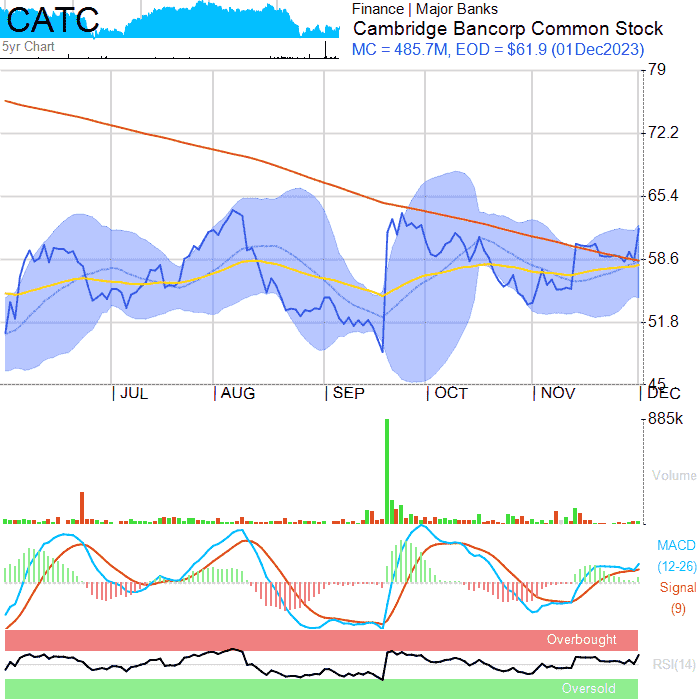 CATC
5yr Chart
Finance | Major Banks
Cambridge Bancorp Common Stock
MC = 485.7M, EOD = $61.9 (01Dec2023)
79
72.2
65.4
58.6
51.8
45
JUL
AUG
SEP
OCT
NOV
DEC
885k
Volume
MACD
(12-26)
Signal
(9)
Overbought
RSI(14)
Oversold